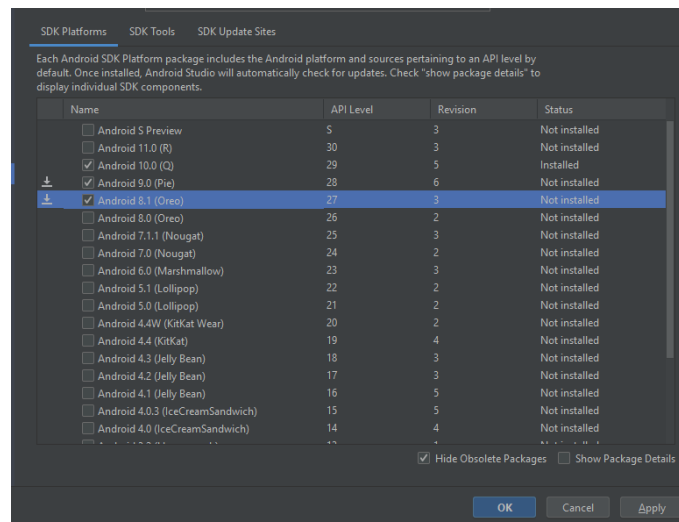 SDK Platforms SDK Tools SDK Update Sites
Each Android SDK Platform package includes the Android platform and sources pertaining to an API level by
default. Once installed, Android Studio will automatically check for updates. Check "show package details" to
display individual SDK components.
Name API Level Revision Status
Android S Preview S 3 Not installed
Android 11.0 (R) 30 3 Not installed
Android 10.0 (Q) 29 5 Installed
Android 9.0 (Pie) 28 6 Not installed
Android 8.1 (Oreo) 27 3 Not installed
Android 8.0 (Oreo) 26 2 Not installed
Android 7.1.1 (Nougat) 25 3 Not installed
Android 7.0 (Nougat) 24 2 Not installed
Android 6.0 (Marshmallow) 23 3 Not installed
Android 5.1 (Lollipop) 22 2 Not installed
Android 5.0 (Lollipop) 21 2 Not installed
Android 4.4W (KitKat Wear) 20 2 Not installed
Android 4.4 (KitKat) 19 4 Not installed
Android 4.3 (Jelly Bean) 18 3 Not installed
Android 4.2 (Jelly Bean) 17 3 Not installed
Android 4.1 (Jelly Bean) 16 5 Not installed
Android 4.0.3 (IceCreamSandwich) 15 5 Not installed
Android 4.0 (IceCreamSandwich) 14 4 Not installed
Hide Obsolete Packages Show Package Details
OK Cancel Apply